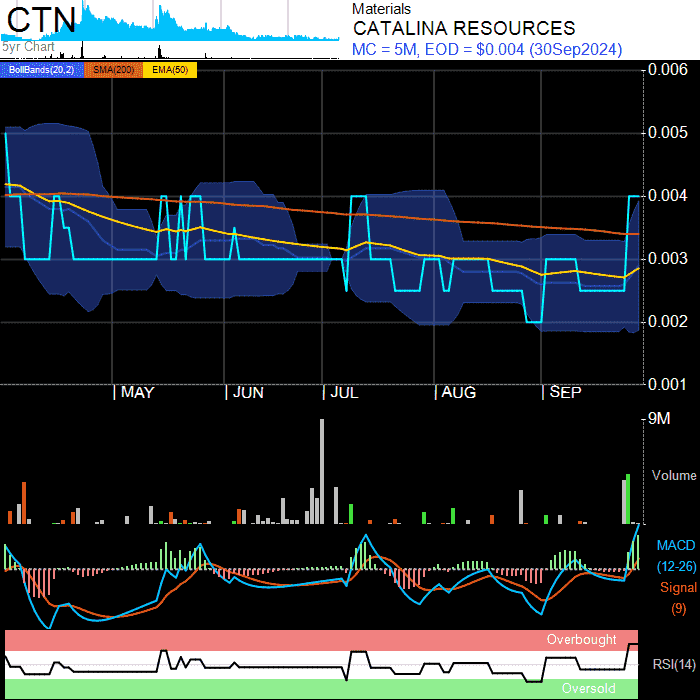 CTN
5yr Chart
Materials
CATALINA RESOURCES
MC = 5M, EOD = $0.004 (30Sep2024)
BollBands(20,2) SMA(200) EMA(50)
0.006
0.005
0.004
0.003
0.002
0.001
MAY JUN JUL AUG SEP
9M
Volume
MACD
(12-26)
Signal
(9)
Overbought
RSI(14)
Oversold